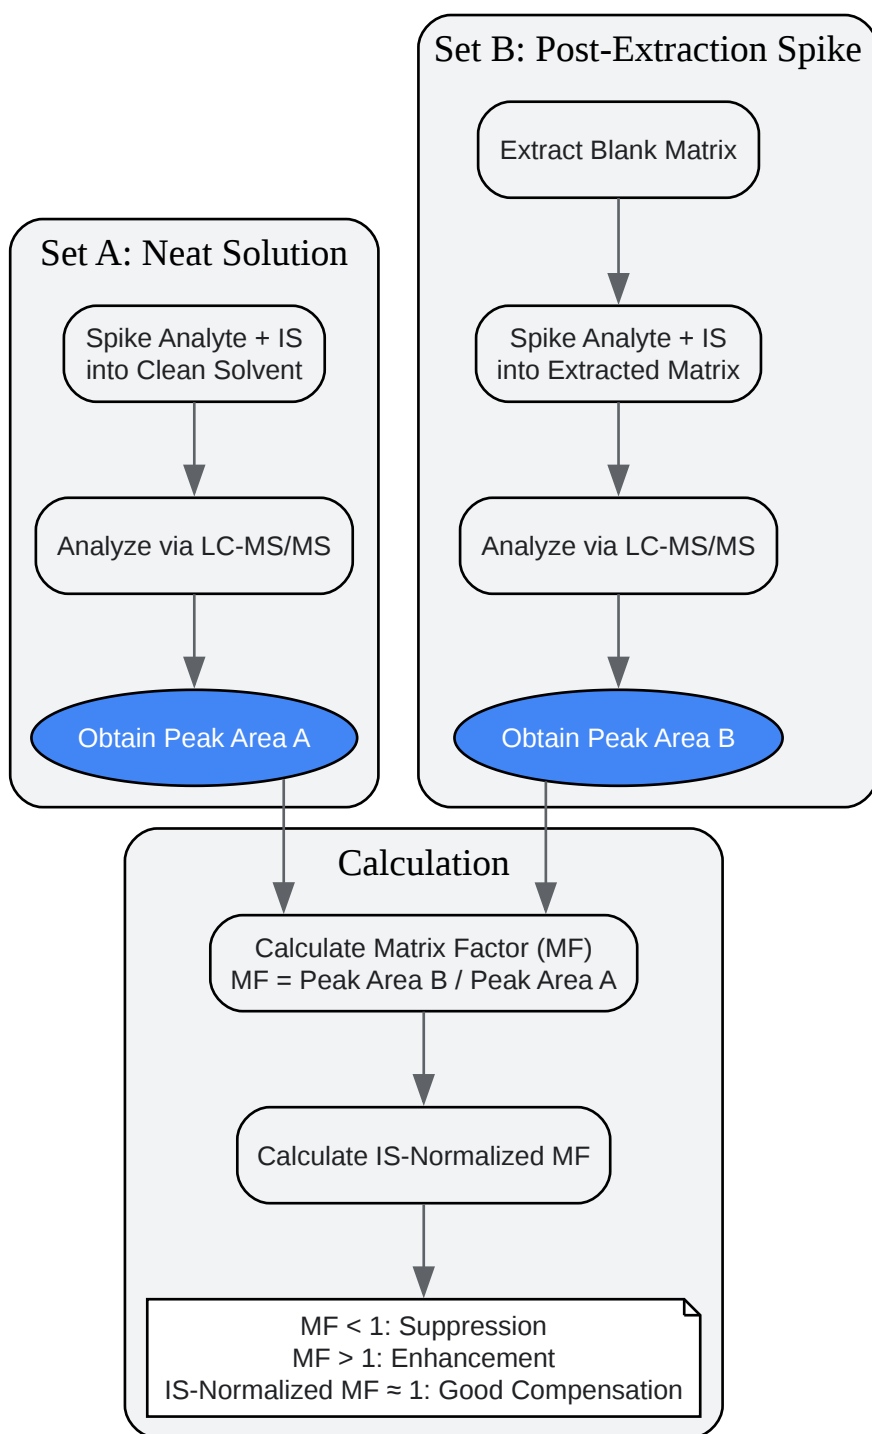 Set A: Neat Solution
Spike Analyte + IS
into Clean Solvent
Analyze via LC-MS/MS
Obtain Peak Area A
Set B: Post-Extraction Spike
Extract Blank Matrix
Spike Analyte + IS
into Extracted Matrix
Analyze via LC-MS/MS
Obtain Peak Area B
Calculation
Calculate Matrix Factor (MF)
MF = Peak Area B / Peak Area A
Calculate IS-Normalized MF
MF < 1: Suppression
MF > 1: Enhancement
IS-Normalized MF ≈ 1: Good Compensation